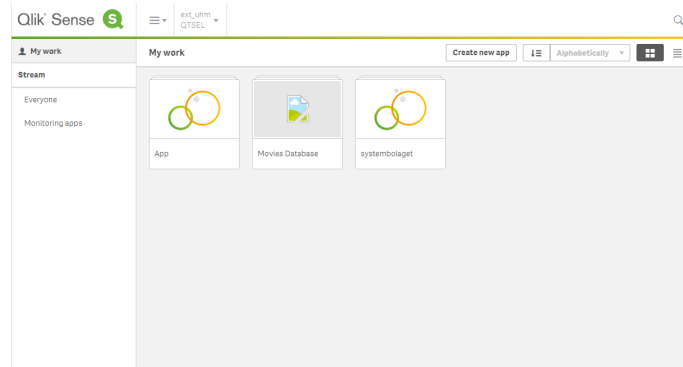 Qlik Sense S
ext_uhm
QTSEL
My work
Stream
Everyone
Monitoring apps
My work
Create new app
Alphabetically
App
Movies Database
systembolaget